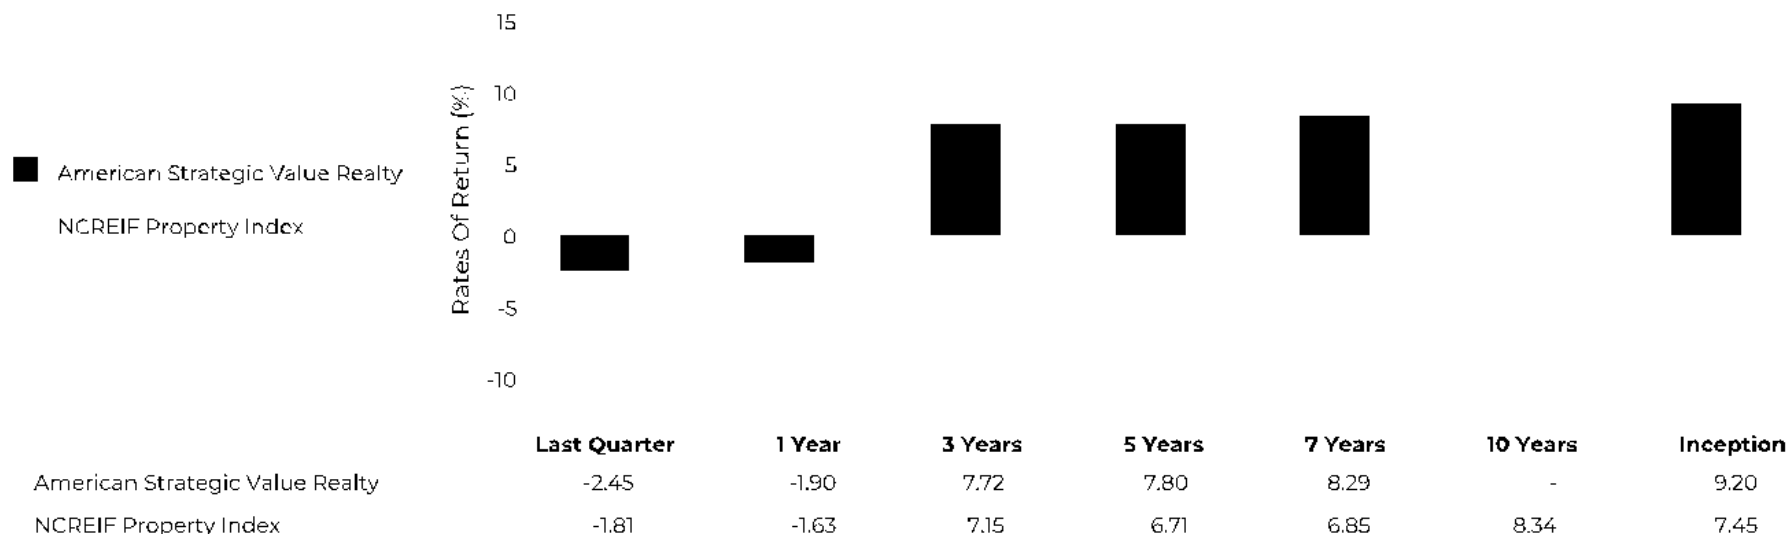 15
10
5
0
-5
-10
Rates Of Return (%)
American Strategic Value Realty
NCREIF Property Index
Last Quarter 1 Year 3 Years 5 Years 7 Years 10 Years Inception
American Strategic Value Realty -2.45 -1.90 7.72 7.80 8.29 - 9.20
NCREIF Property Index -1.81 -1.63 7.15 6.71 6.85 8.34 7.45